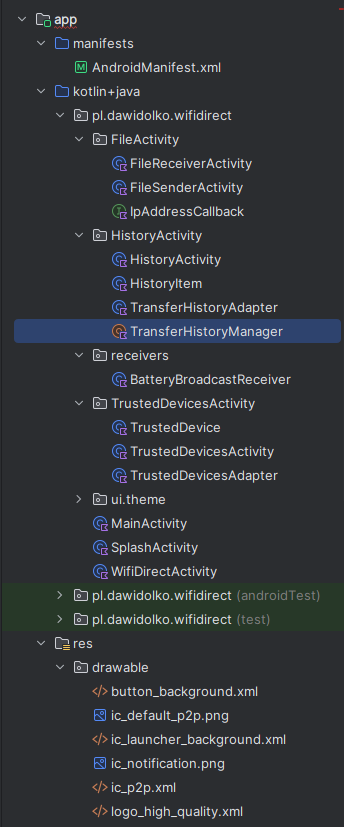 app
manifests
AndroidManifest.xml
kotlin+java
pl.dawidolko.wifidirect
FileActivity
FileReceiverActivity
FileSenderActivity
IpAddressCallback
HistoryActivity
HistoryActivity
HistoryItem
TransferHistoryAdapter
TransferHistoryManager
receivers
BatteryBroadcastReceiver
TrustedDevicesActivity
TrustedDevice
TrustedDevicesActivity
TrustedDevicesAdapter
ui.theme
MainActivity
SplashActivity
WifiDirectActivity
pl.dawidolko.wifidirect (androidTest)
pl.dawidolko.wifidirect (test)
res
drawable
button_background.xml
ic_default_p2p.png
ic_launcher_background.xml
ic_notification.png
ic_p2p.xml
logo_high_quality.xml